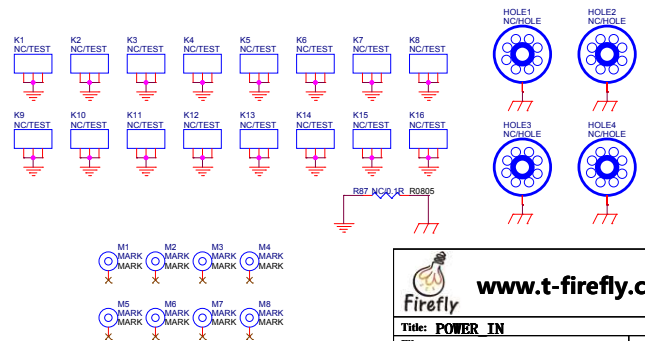 K1 K2 K3 K4 K5 K6 K7 K8
NC/TEST NC/TEST NC/TEST NC/TEST NC/TEST NC/TEST NC/TEST NC/TEST
HOLE1 HOLE2
NC/HOLE NC/HOLE
K9 K10 K11 K12 K13 K14 K15 K16
NC/TEST NC/TEST NC/TEST NC/TEST NC/TEST NC/TEST NC/TEST NC/TEST
HOLE3 HOLE4
NC/HOLE NC/HOLE
R87 NC/0.1R R0805
M1 M2 M3 M4
MARK MARK MARK MARK
MARK MARK MARK MARK
M5 M6 M7 M8
MARK MARK MARK MARK
MARK MARK MARK MARK
Firefly
www.t-firefly.c
Title: POWER_IN